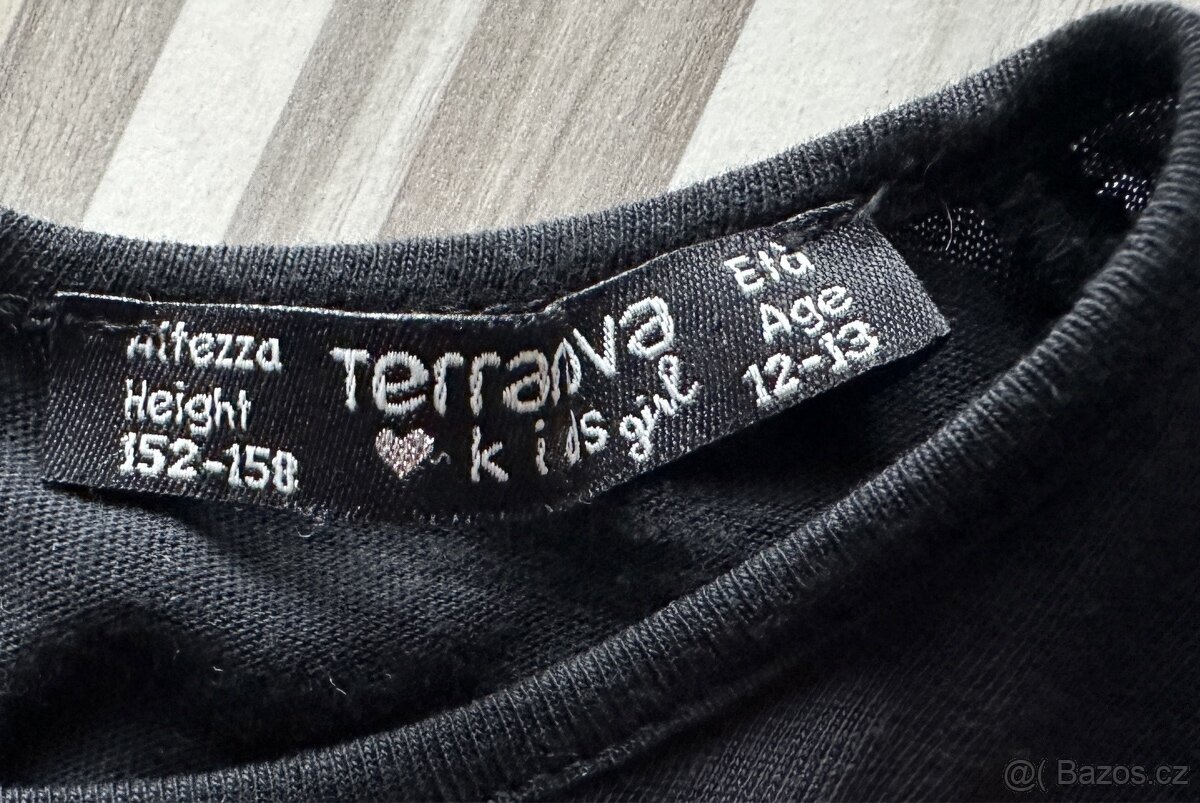 Altezza
Height
152-158
Terranova
kids girl
Età
Age
12-13
@( Bazos.cz